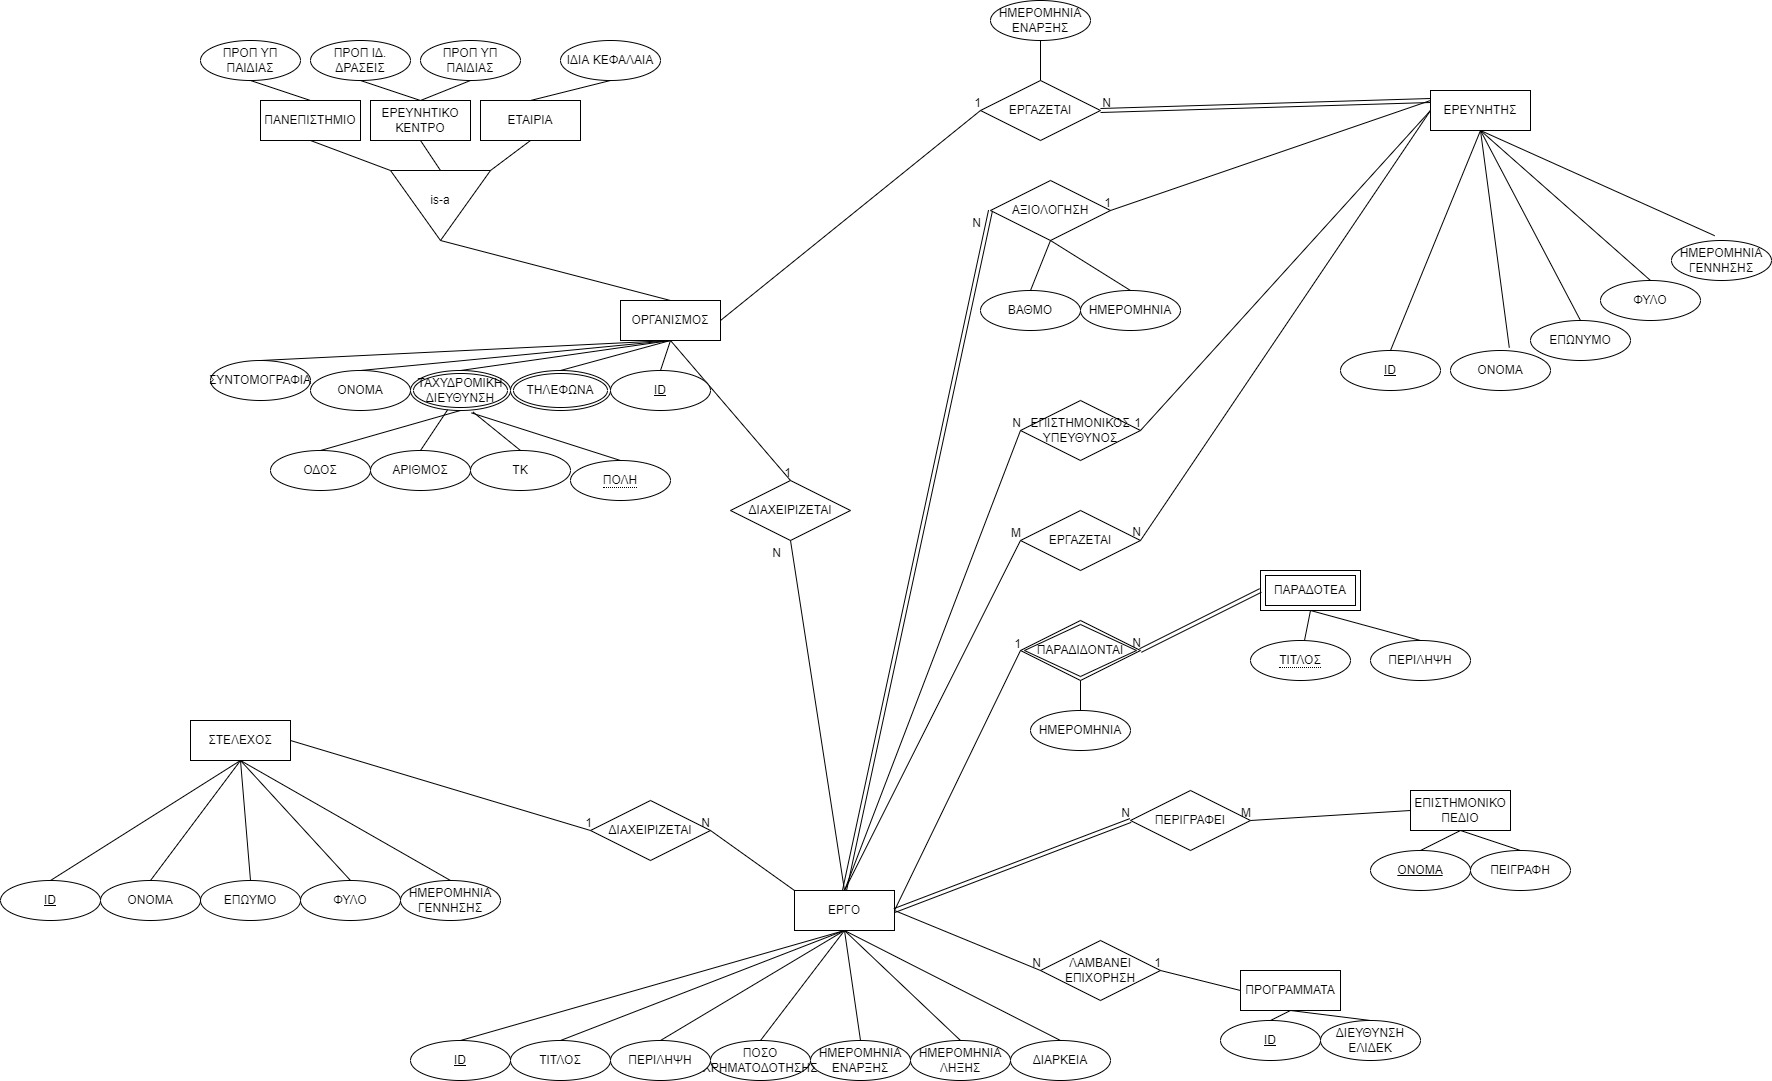 ΗΜΕΡΟΜΗΝΙΑ
ΕΝΑΡΞΗΣ
ΠΡΟΠ ΥΠ
ΠΑΙΔΙΑΣ
ΠΡΟΠ ΙΔ.
ΔΡΑΣΕΙΣ
ΠΡΟΠ ΥΠ
ΠΑΙΔΙΑΣ
ΙΔΙΑ ΚΕΦΑΛΑΙΑ
ΠΑΝΕΠΙΣΤΗΜΙΟ
ΕΡΕΥΝΗΤΙΚΟ
ΚΕΝΤΡΟ
ΕΤΑΙΡΙΑ
1
ΕΡΓΑΖΕΤΑΙ
N
ΕΡΕΥΝΗΤΗΣ
is-a
N
ΑΞΙΟΛΟΓΗΣΗ
1
ΗΜΕΡΟΜΗΝΙΑ
ΓΕΝΝΗΣΗΣ
ΒΑΘΜΟ
ΗΜΕΡΟΜΗΝΙΑ
ΦΥΛΟ
ΟΡΓΑΝΙΣΜΟΣ
ΕΠΩΝΥΜΟ
ID
ΟΝΟΜΑ
ΣΥΝΤΟΜΟΓΡΑΦΙΑ
ΟΝΟΜΑ
ΤΑΧΥΔΡΟΜΙΚΗ
ΔΙΕΥΘΥΝΣΗ
ΤΗΛΕΦΩΝΑ
ID
N
ΕΠΙΣΤΗΜΟΝΙΚΟΣ
ΥΠΕΥΘΥΝΟΣ
1
ΟΔΟΣ
ΑΡΙΘΜΟΣ
ΤΚ
ΠΟΛΗ
1
ΔΙΑΧΕΙΡΙΖΕΤΑΙ
N
M
ΕΡΓΑΖΕΤΑΙ
N
ΠΑΡΑΔΟΤΕΑ
1
ΠΑΡΑΔΙΔΟΝΤΑΙ
N
ΤΙΤΛΟΣ
ΠΕΡΙΛΗΨΗ
ΗΜΕΡΟΜΗΝΙΑ
ΣΤΕΛΕΧΟΣ
1
ΔΙΑΧΕΙΡΙΖΕΤΑΙ
N
N
ΠΕΡΙΓΡΑΦΕΙ
M
ΕΠΙΣΤΗΜΟΝΙΚΟ
ΠΕΔΙΟ
ΟΝΟΜΑ
ΠΕΙΓΡΑΦΗ
ID
ΟΝΟΜΑ
ΕΠΩΥΜΟ
ΦΥΛΟ
ΗΜΕΡΟΜΗΝΙΑ
ΓΕΝΝΗΣΗΣ
ΕΡΓΟ
N
ΛΑΜΒΑΝΕΙ
ΕΠΙΧΟΡΗΣΗ
1
ΠΡΟΓΡΑΜΜΑΤΑ
ID
ΔΙΕΥΘΥΝΣΗ
ΕΛΙΔΕΚ
ID
ΤΙΤΛΟΣ
ΠΕΡΙΛΗΨΗ
ΠΟΣΟ
ΧΡΗΜΑΤΟΔΟΤΗΣΗΣ
ΗΜΕΡΟΜΗΝΙΑ
ΕΝΑΡΞΗΣ
ΗΜΕΡΟΜΗΝΙΑ
ΛΗΞΗΣ
ΔΙΑΡΚΕΙΑ